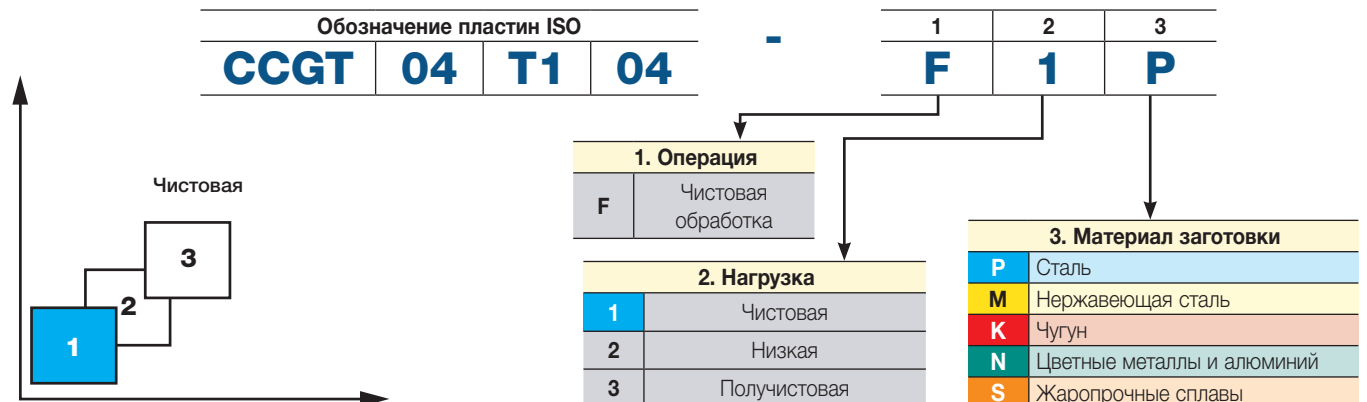 Обозначение пластин ISO - 1 2 3
CCGT 04 T1 04 F 1 P
Чистовая
3
2
1
1. Операция
F Чистовая
обработка
2. Нагрузка
1 Чистовая
2 Низкая
3 Получистовая
3. Материал заготовки
P Сталь
M Нержавеющая сталь
K Чугун
N Цветные металлы и алюминий
S Жаропрочные сплавы